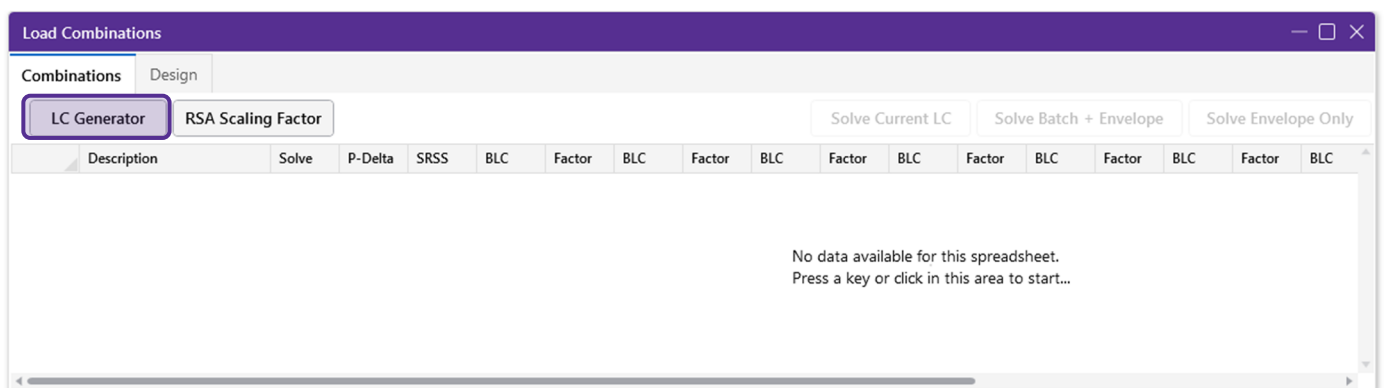 Load Combinations
Combinations Design
LC Generator RSA Scaling Factor Solve Current LC Solve Batch + Envelope Solve Envelope Only
Description Solve P-Delta SRSS BLC Factor BLC Factor BLC Factor BLC Factor BLC Factor BLC Factor BLC
No data available for this spreadsheet.
Press a key or click in this area to start...